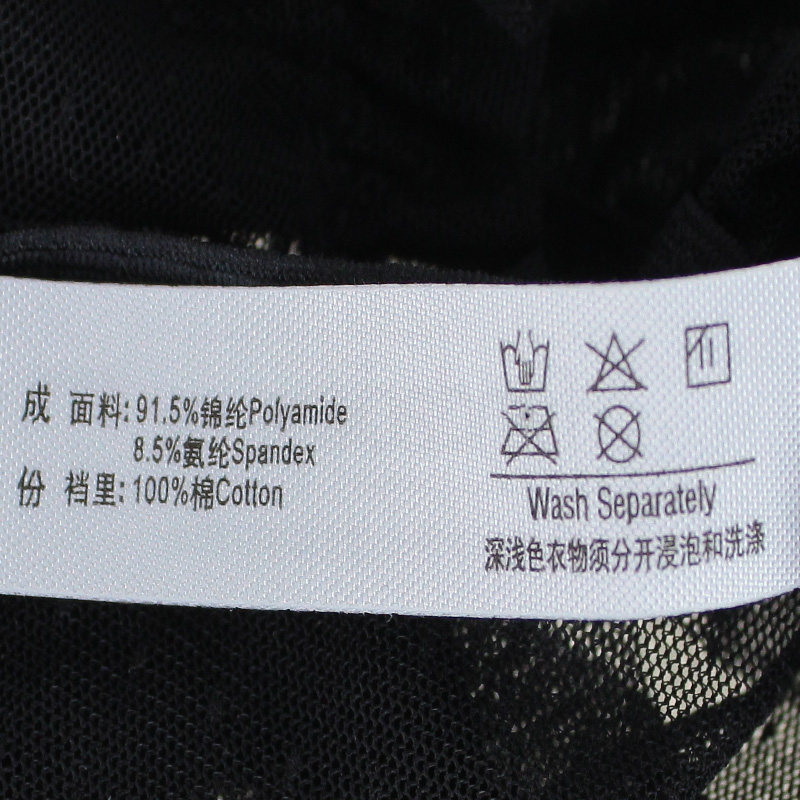 成 面料: 91.5%锦纶Polyamide
8.5%氨纶Spandex
份 裆里: 100%棉Cotton
Wash Separately
深浅色衣物须分开浸泡和洗涤